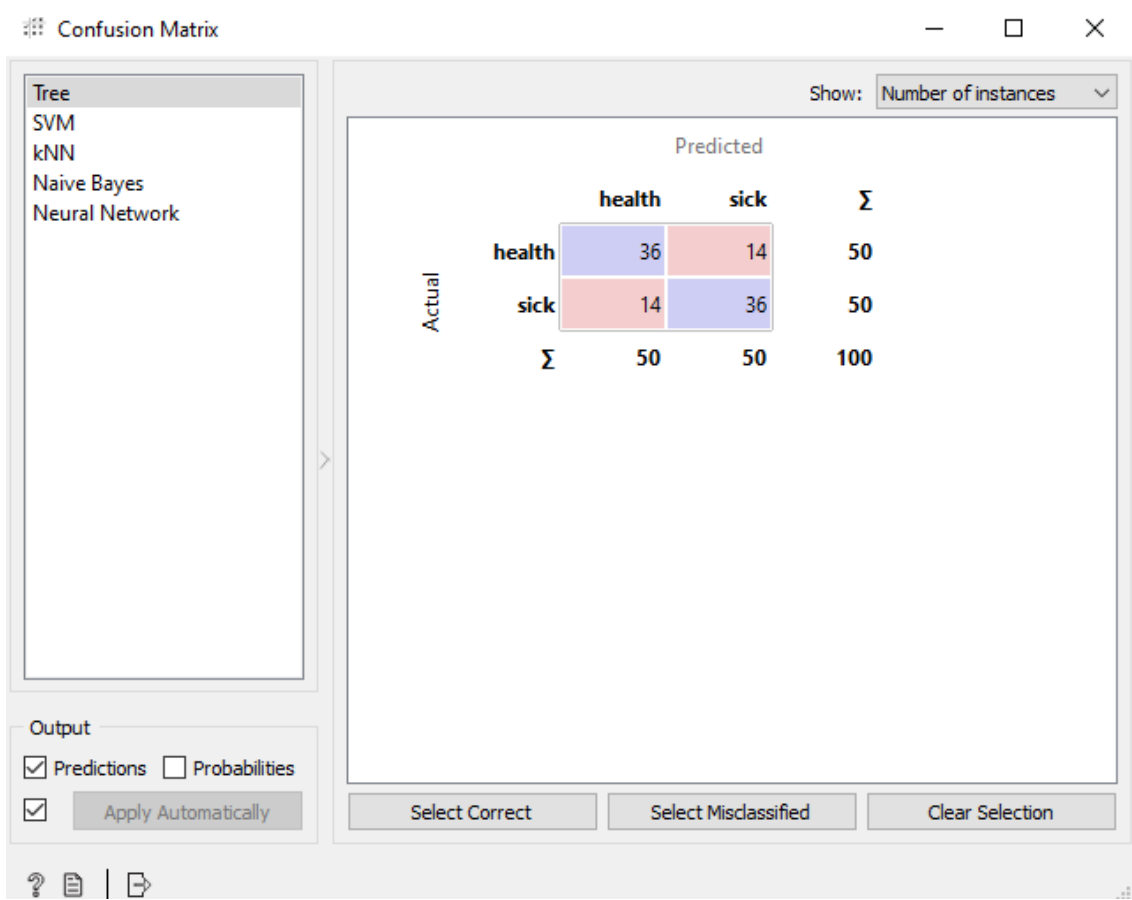 Confusion Matrix
Tree
SVM
kNN
Naive Bayes
Neural Network
Output
Predictions Probabilities
Apply Automatically
Show: Number of instances
Predicted
health sick Σ
Actual
health 36 14 50
sick 14 36 50
Σ 50 50 100
Select Correct Select Misclassified Clear Selection